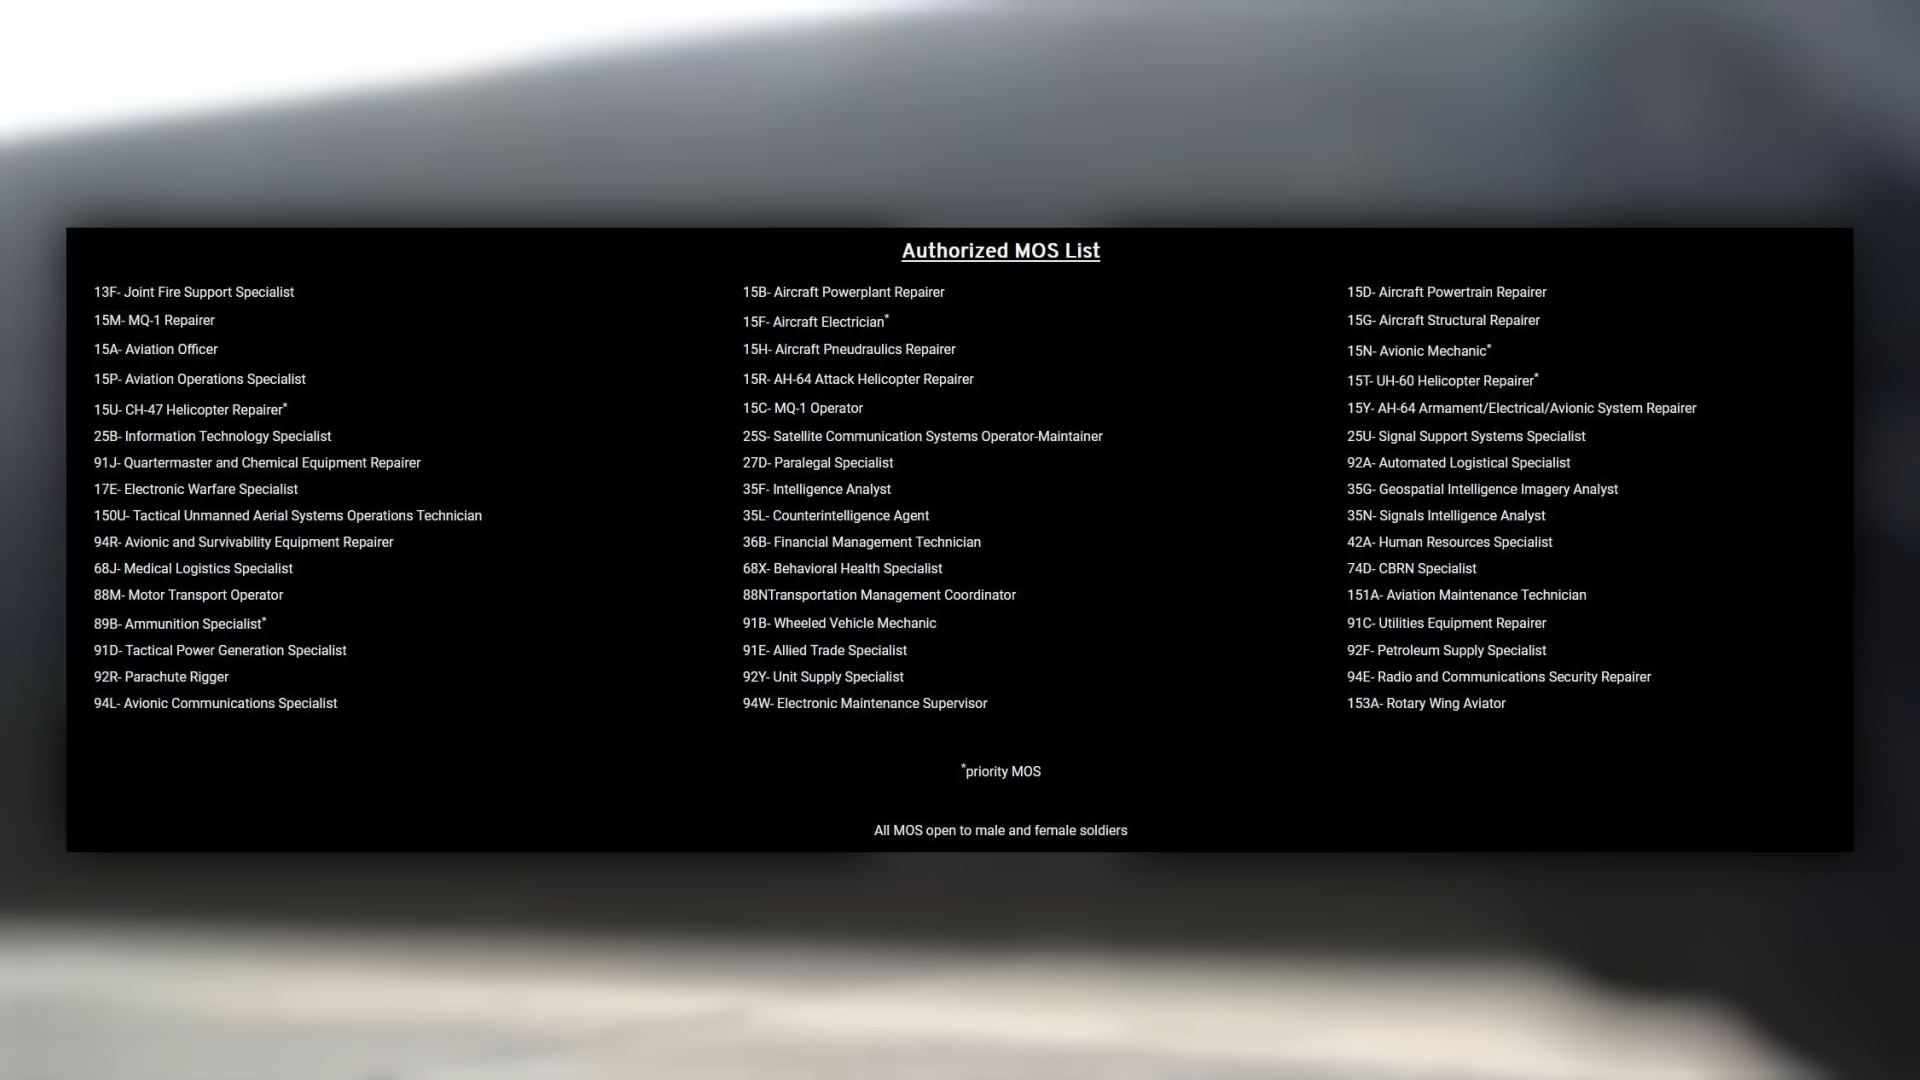 Authorized MOS List
13F- Joint Fire Support Specialist
15B- Aircraft Powerplant Repairer
15D- Aircraft Powertrain Repairer
15M- MQ-1 Repairer
15F- Aircraft Electrician*
15G- Aircraft Structural Repairer
15A- Aviation Officer
15H- Aircraft Pneudraulics Repairer
15N- Avionic Mechanic*
15P- Aviation Operations Specialist
15R- AH-64 Attack Helicopter Repairer
15T- UH-60 Helicopter Repairer*
15U- CH-47 Helicopter Repairer*
15C- MQ-1 Operator
15Y- AH-64 Armament/Electrical/Avionic System Repairer
25B- Information Technology Specialist
25S- Satellite Communication Systems Operator-Maintainer
25U- Signal Support Systems Specialist
91J- Quartermaster and Chemical Equipment Repairer
27D- Paralegal Specialist
92A- Automated Logistical Specialist
17E- Electronic Warfare Specialist
35F- Intelligence Analyst
35G- Geospatial Intelligence Imagery Analyst
150U- Tactical Unmanned Aerial Systems Operations Technician
35L- Counterintelligence Agent
35N- Signals Intelligence Analyst
94R- Avionic and Survivability Equipment Repairer
36B- Financial Management Technician
42A- Human Resources Specialist
68J- Medical Logistics Specialist
68X- Behavioral Health Specialist
74D- CBRN Specialist
88M- Motor Transport Operator
88NTransportation Management Coordinator
151A- Aviation Maintenance Technician
89B- Ammunition Specialist*
91B- Wheeled Vehicle Mechanic
91C- Utilities Equipment Repairer
91D- Tactical Power Generation Specialist
91E- Allied Trade Specialist
92F- Petroleum Supply Specialist
92R- Parachute Rigger
92Y- Unit Supply Specialist
94E- Radio and Communications Security Repairer
94L- Avionic Communications Specialist
94W- Electronic Maintenance Supervisor
153A- Rotary Wing Aviator
*priority MOS
All MOS open to male and female soldiers